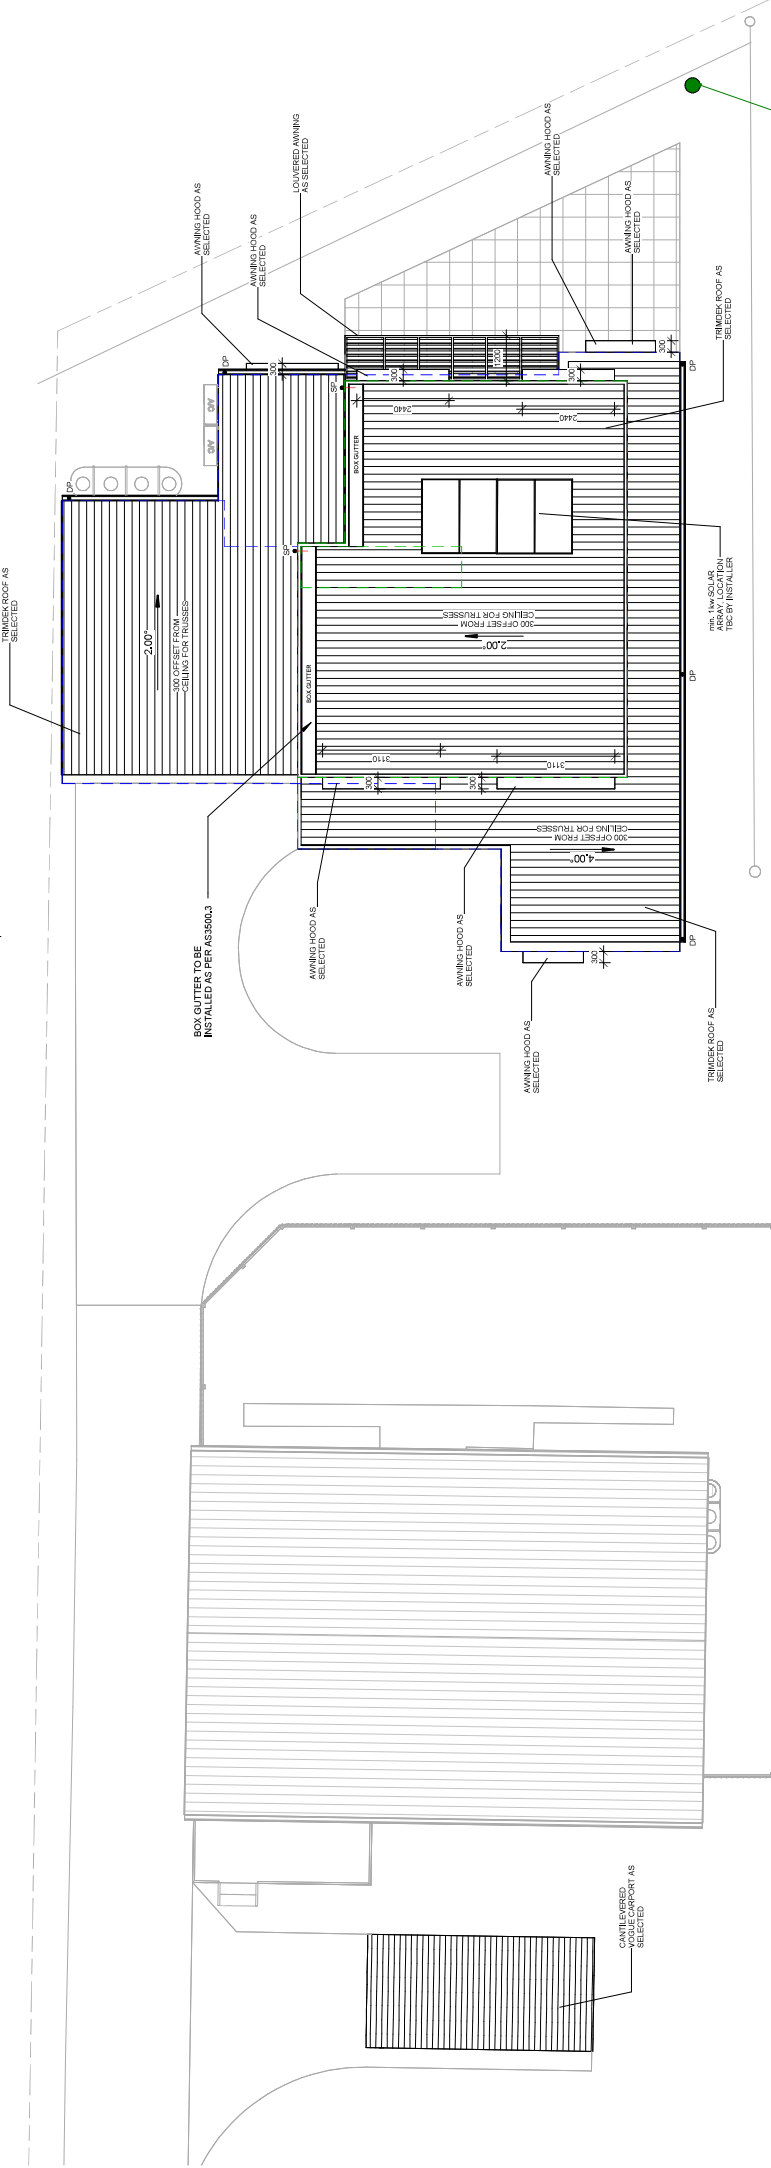 AWNING HOOD AS
SELECTED
AWNING HOOD AS
SELECTED
LOUVERED AWNING
AS SELECTED
AWNING HOOD AS
SELECTED
AWNING HOOD AS
SELECTED
TRIMDEK ROOF AS
SELECTED
300
1200
300
300
300
DP
DP
DP
SP
SP
A/C
A/C
2440
2440
BOX GUTTER
TRIMDEK ROOF AS
SELECTED
2.00°
300 OFFSET FROM
CEILING FOR TRUSSES
min. 1kw SOLAR
ARRAY, LOCATION
TBC BY INSTALLER
2.00°
300 OFFSET FROM
CEILING FOR TRUSSES
BOX GUTTER
DP
3110
3110
300
300
4.00°
300 OFFSET FROM
CEILING FOR TRUSSES
BOX GUTTER TO BE
INSTALLED AS PER AS3500.3
AWNING HOOD AS
SELECTED
AWNING HOOD AS
SELECTED
300
DP
AWNING HOOD AS
SELECTED
TRIMDEK ROOF AS
SELECTED
CANTILEVERED
VOGUE CARPORT AS
SELECTED